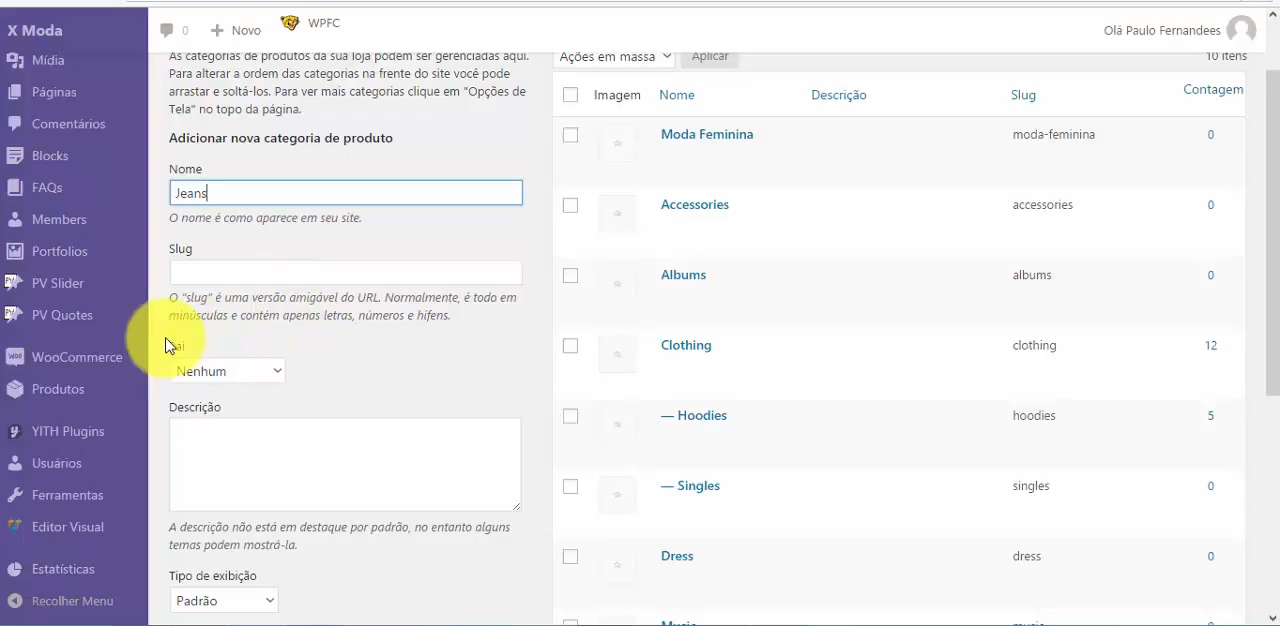 X Moda
0
Novo
WPFC
Olá Paulo Fernandees
Mídia
Páginas
Comentários
Blocks
FAQs
Members
Portfolios
PV Slider
PV Quotes
WooCommerce
Produtos
YITH Plugins
Usuários
Ferramentas
Editor Visual
Estatísticas
Recolher Menu
As categorias de produtos da sua loja podem ser gerenciadas aqui.
Para alterar a ordem das categorias na frente do site você pode
arrastar e soltá-los. Para ver mais categorias clique em "Opções de
Tela" no topo da página.
Adicionar nova categoria de produto
Nome
Jeans
O nome é como aparece em seu site.
Slug
O "slug" é uma versão amigável do URL. Normalmente, é todo em
minúsculas e contém apenas letras, números e hífens.
Pai
Nenhum
Descrição
A descrição não está em destaque por padrão, no entanto alguns
temas podem mostrá-la.
Tipo de exibição
Padrão
Ações em massa
Aplicar
10 itens
Imagem Nome Descrição Slug Contagem
Moda Feminina moda-feminina 0
Accessories accessories 0
Albums albums 0
Clothing clothing 12
— Hoodies hoodies 5
— Singles singles 0
Dress dress 0
Music music 0